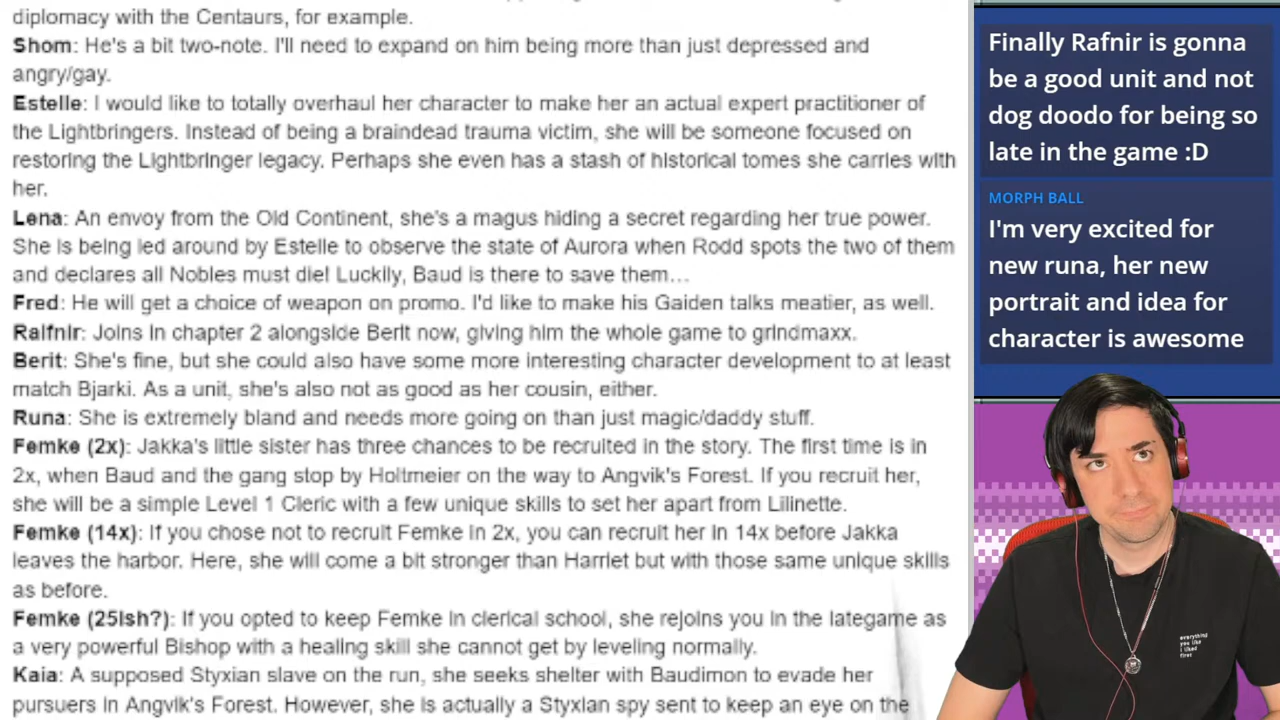 diplomacy with the Centaurs, for example.
Shom: He's a bit two-note. I'll need to expand on him being more than just depressed and
angry/gay.
Estelle: I would like to totally overhaul her character to make her an actual expert practitioner of
the Lightbringers. Instead of being a braindead trauma victim, she will be someone focused on
restoring the Lightbringer legacy. Perhaps she even has a stash of historical tomes she carries with
her.
Lena: An envoy from the Old Continent, she's a magus hiding a secret regarding her true power.
She is being led around by Estelle to observe the state of Aurora when Rodd spots the two of them
and declares all Nobles must die! Luckily, Baud is there to save them…
Fred: He will get a choice of weapon on promo. I'd like to make his Gaiden talks meatier, as well.
Ralfnir: Joins in chapter 2 alongside Berit now, giving him the whole game to grindmaxx.
Berit: She's fine, but she could also have some more interesting character development to at least
match Bjarki. As a unit, she's also not as good as her cousin, either.
Runa: She is extremely bland and needs more going on than just magic/daddy stuff.
Femke (2x): Jakka's little sister has three chances to be recruited in the story. The first time is in
2x, when Baud and the gang stop by Hotmeier on the way to Angvik's Forest. If you recruit her,
she will be a simple Level 1 Cleric with a few unique skills to set her apart from Lilinette.
Femke (14x): If you chose not to recruit Femke in 2x, you can recruit her in 14x before Jakka
leaves the harbor. Here, she will come a bit stronger than Harriet but with those same unique skills
as before.
Femke (25ish?): If you opted to keep Femke in clerical school, she rejoins you in the lategame as
a very powerful Bishop with a healing skill she cannot get by leveling normally.
Kaia: A supposed Styxian slave on the run, she seeks shelter with Baudimon to evade her
pursuers in Angvik's Forest. However, she is actually a Styxian spy sent to keep an eye on the
Finally Rafnir is gonna
be a good unit and not
dog doodo for being so
late in the game :D
MORPH BALL
I'm very excited for
new runa, her new
portrait and idea for
character is awesome
everything
you like
i liked
first